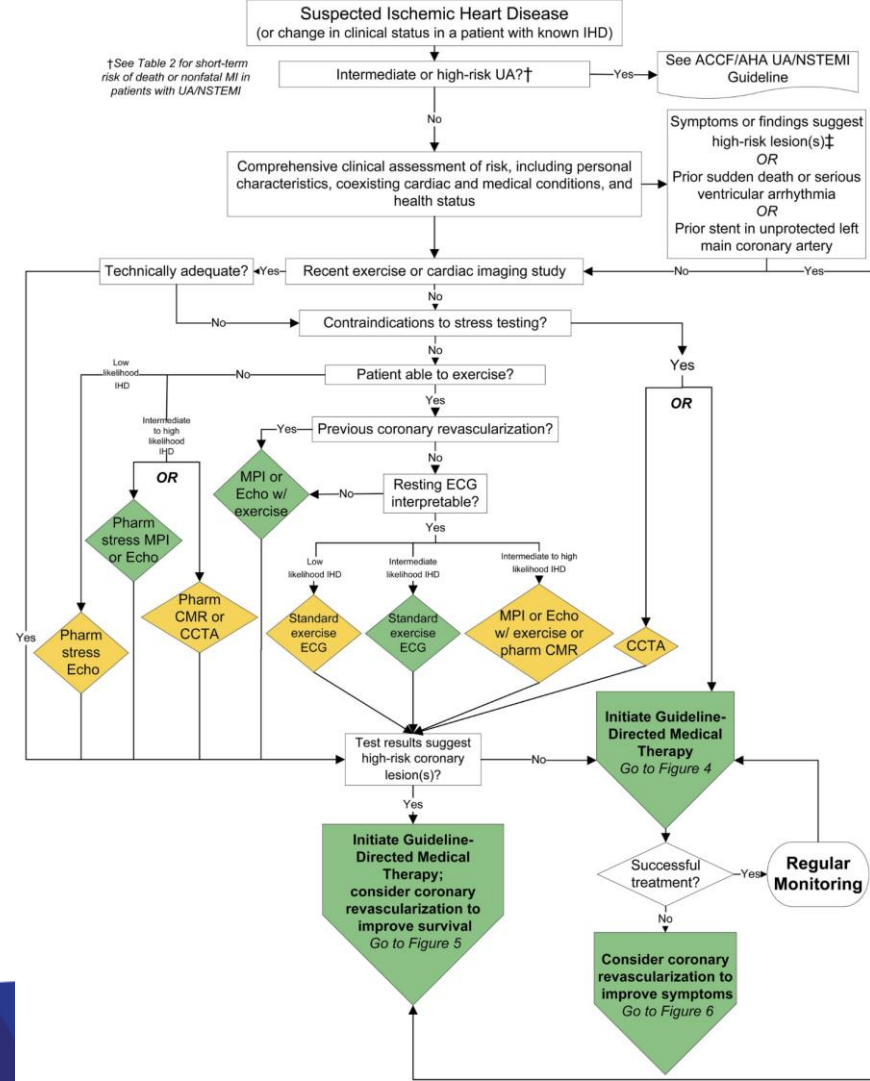 Suspected Ischemic Heart Disease
(or change in clinical status in a patient with known IHD)
†See Table 2 for short-term
risk of death or nonfatal MI in
patients with UA/NSTEMI
Intermediate or high-risk UA?†
Yes
See ACCF/AHA UA/NSTEMI
Guideline
No
Comprehensive clinical assessment of risk, including personal
characteristics, coexisting cardiac and medical conditions, and
health status
Symptoms or findings suggest
high-risk lesion(s)‡
OR
Prior sudden death or serious
ventricular arrhythmia
OR
Prior stent in unprotected left
main coronary artery
Technically adequate?
Yes
Recent exercise or cardiac imaging study
No
Yes
No
No
Contraindications to stress testing?
Yes
OR
No
Low
likelihood
IHD
No
Patient able to exercise?
Yes
Intermediate
to high
likelihood
IHD
OR
Yes
Previous coronary revascularization?
No
MPI or
Echo w/
exercise
No
Resting ECG
interpretable?
Yes
Pharm
stress MPI
or Echo
Low
likelihood IHD
Intermediate
likelihood IHD
Intermediate to high
likelihood IHD
Pharm
CMR or
CCTA
Yes
Pharm
stress
Echo
Standard
exercise
ECG
Standard
exercise
ECG
MPI or Echo
w/ exercise or
pharm CMR
CCTA
Test results suggest
high-risk coronary
lesion(s)?
No
Initiate Guideline-
Directed Medical
Therapy
Go to Figure 4
Yes
Initiate Guideline-
Directed Medical
Therapy;
consider coronary
revascularization to
improve survival
Go to Figure 5
Successful
treatment?
Yes
Regular
Monitoring
No
Consider coronary
revascularization to
improve symptoms
Go to Figure 6